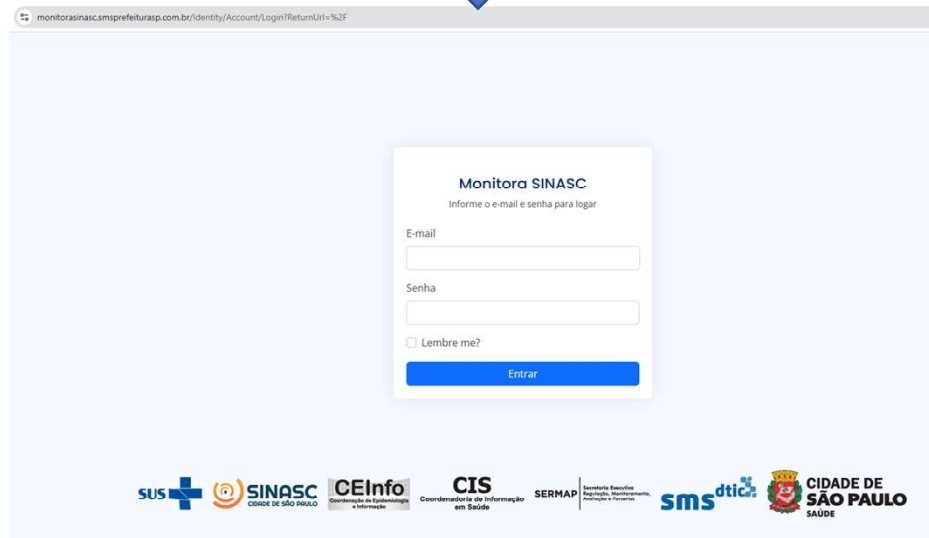 monitorasinasc.smsprefeiturasp.com.br/Identity/Account/Login?ReturnUrl=%2F
Monitora SINASC
Informe o e-mail e senha para logar
E-mail
Senha
Lembre me?
Entrar
SUS
SINASC
CIDADE DE SÃO PAULO
CEInfo
Coordenação de Epidemiologia
e Informação
CIS
Coordenadoria de Informação
em Saúde
SERMAP
Secretaria Executiva
Regulação, Monitoramento,
Avaliação e Parcerias
sms
dtic
CIDADE DE
SÃO PAULO
SAÚDE